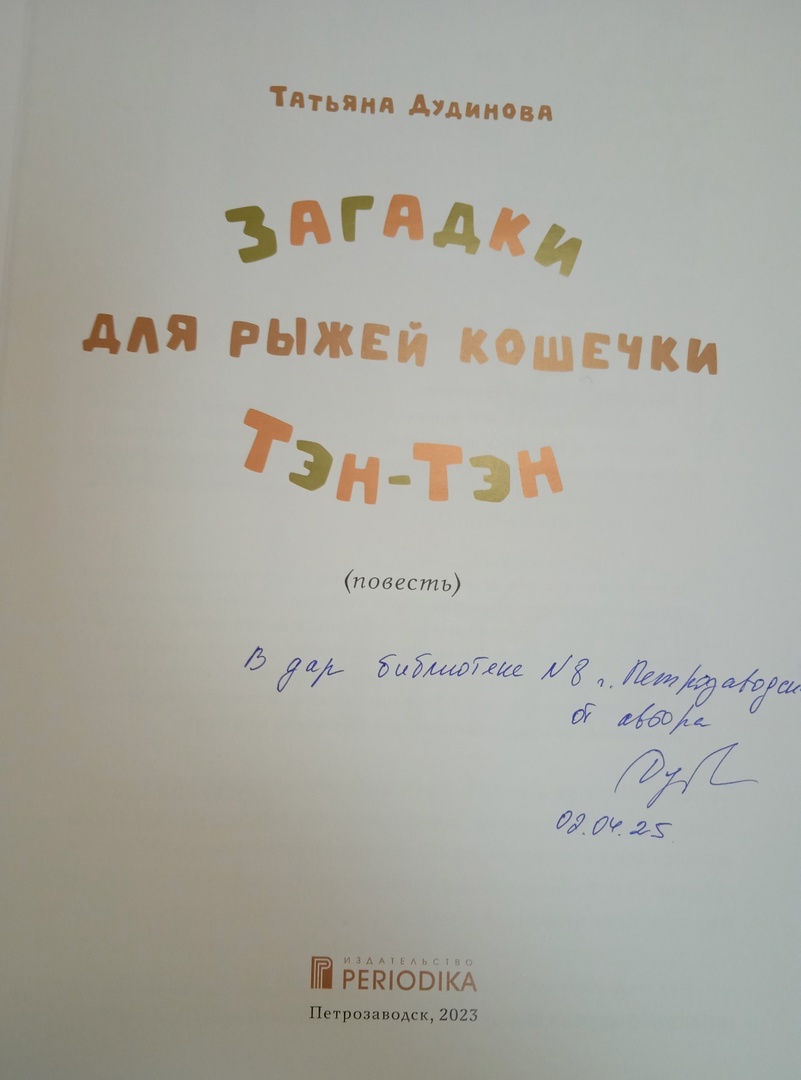 Татьяна Дудинова
Загадки
для рыжей кошечки
Тэн-Тэн
(повесть)
В дар библиотеке №8 г. Петрозаводск
от автора
02.04.25
ИЗДАТЕЛЬСТВО
PERIODIKA
Петрозаводск, 2023